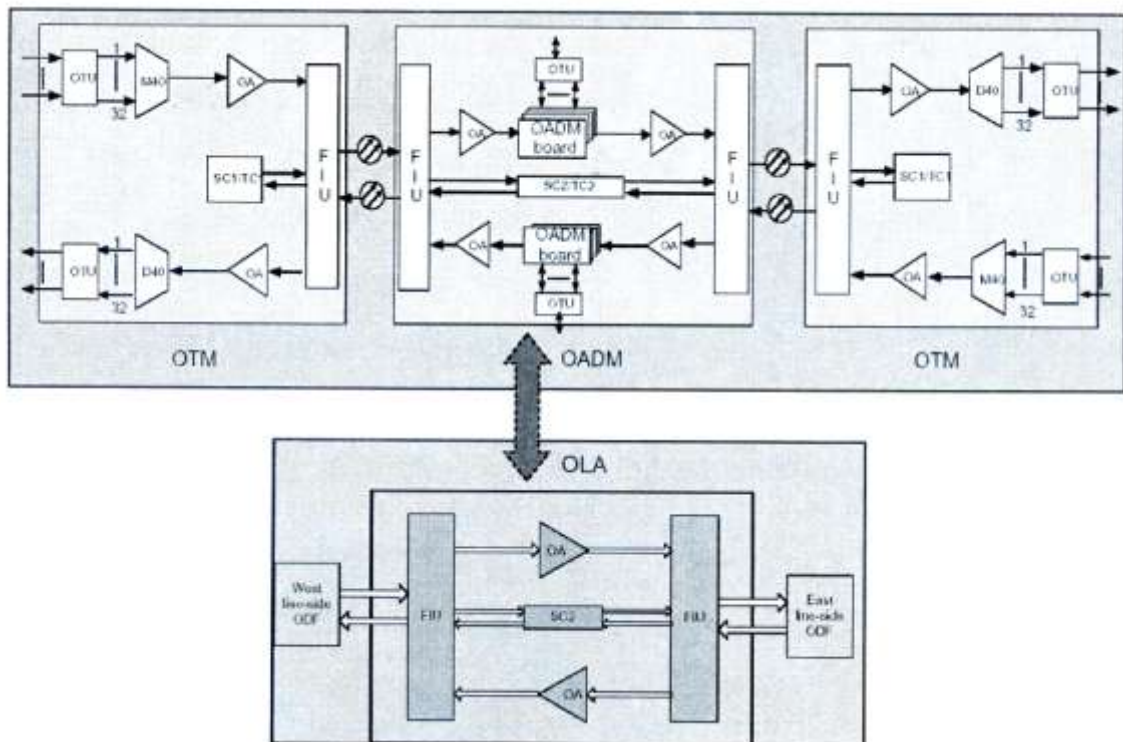 1
OTU
M40
OA
32
SC1/TC
F
I
U
1
OTU
D40
OA
32
OTM
OTU
F
I
U
OA
OADM
board
OA
F
I
U
SC2/TC2
OA
OADM
board
OA
OTU
OADM
F
I
U
OA
D40
1
OTU
32
SC1/TC1
OA
M40
1
OTU
32
OTM
OLA
West
line-side
ODF
FIU
OA
SC2
OA
FIU
East
line-side
ODF